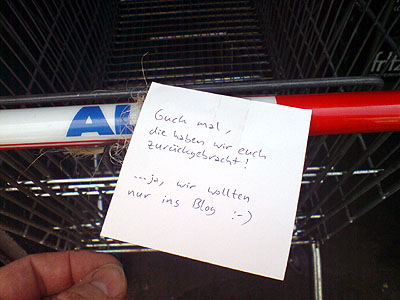 Guck mal,
die haben wir euch
zurückgebracht!
...ja, wir wollten
nur ins Blog :-)